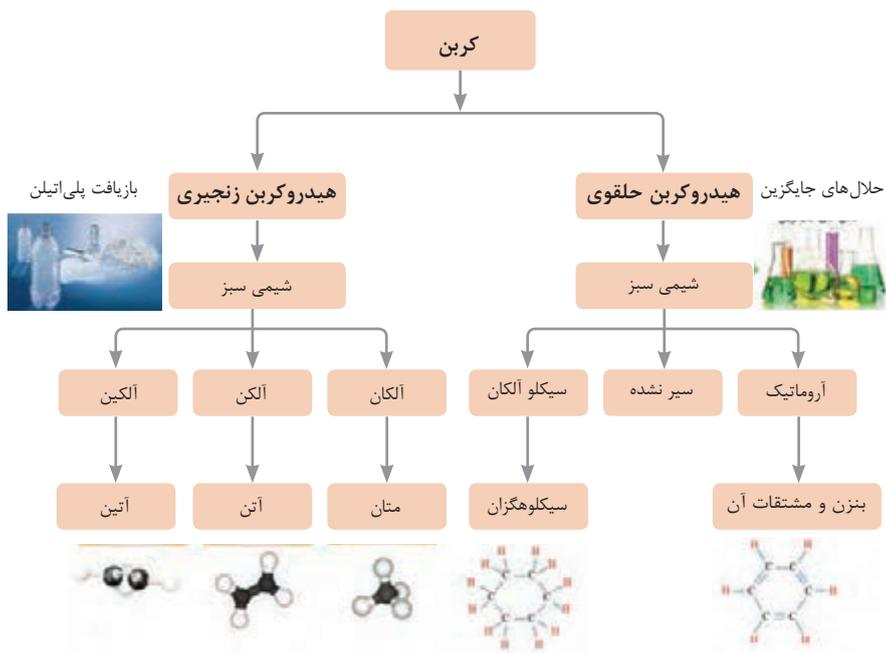 کربن
حلال‌های جایگزین
هیدروکربن حلقوی
هیدروکربن زنجیری
بازیافت پلی‌اتیلن
شیمی سبز
شیمی سبز
آروماتیک
سیر نشده
سیکلو آلکان
آلکان
آلکن
آلکین
بنزن و مشتقات آن
سیکلوهگزان
متان
آتن
آتین
H H
C C
H C C H
C C
H H
H H H H
C C
H H
C C
H H
C C
H H H H